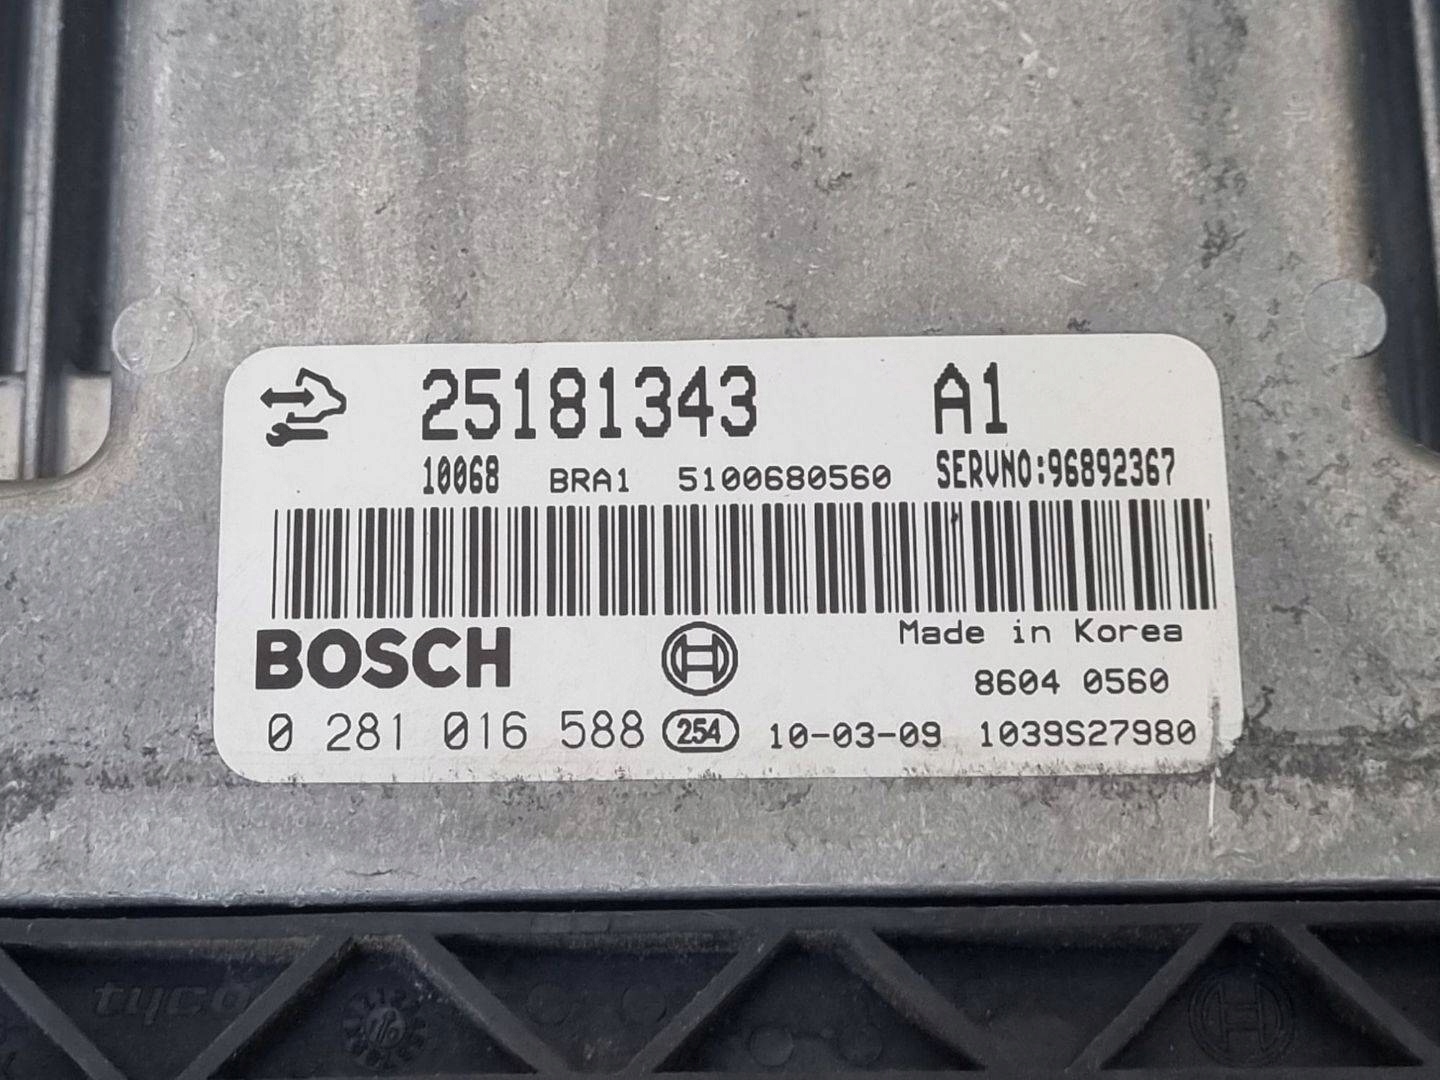 25181343 A1
10068 BRA1 5100680560 SERVNO:96892367
BOSCH
Made in Korea
8604 0560
0 281 016 588 254 10-03-09 1039S27980
tyco